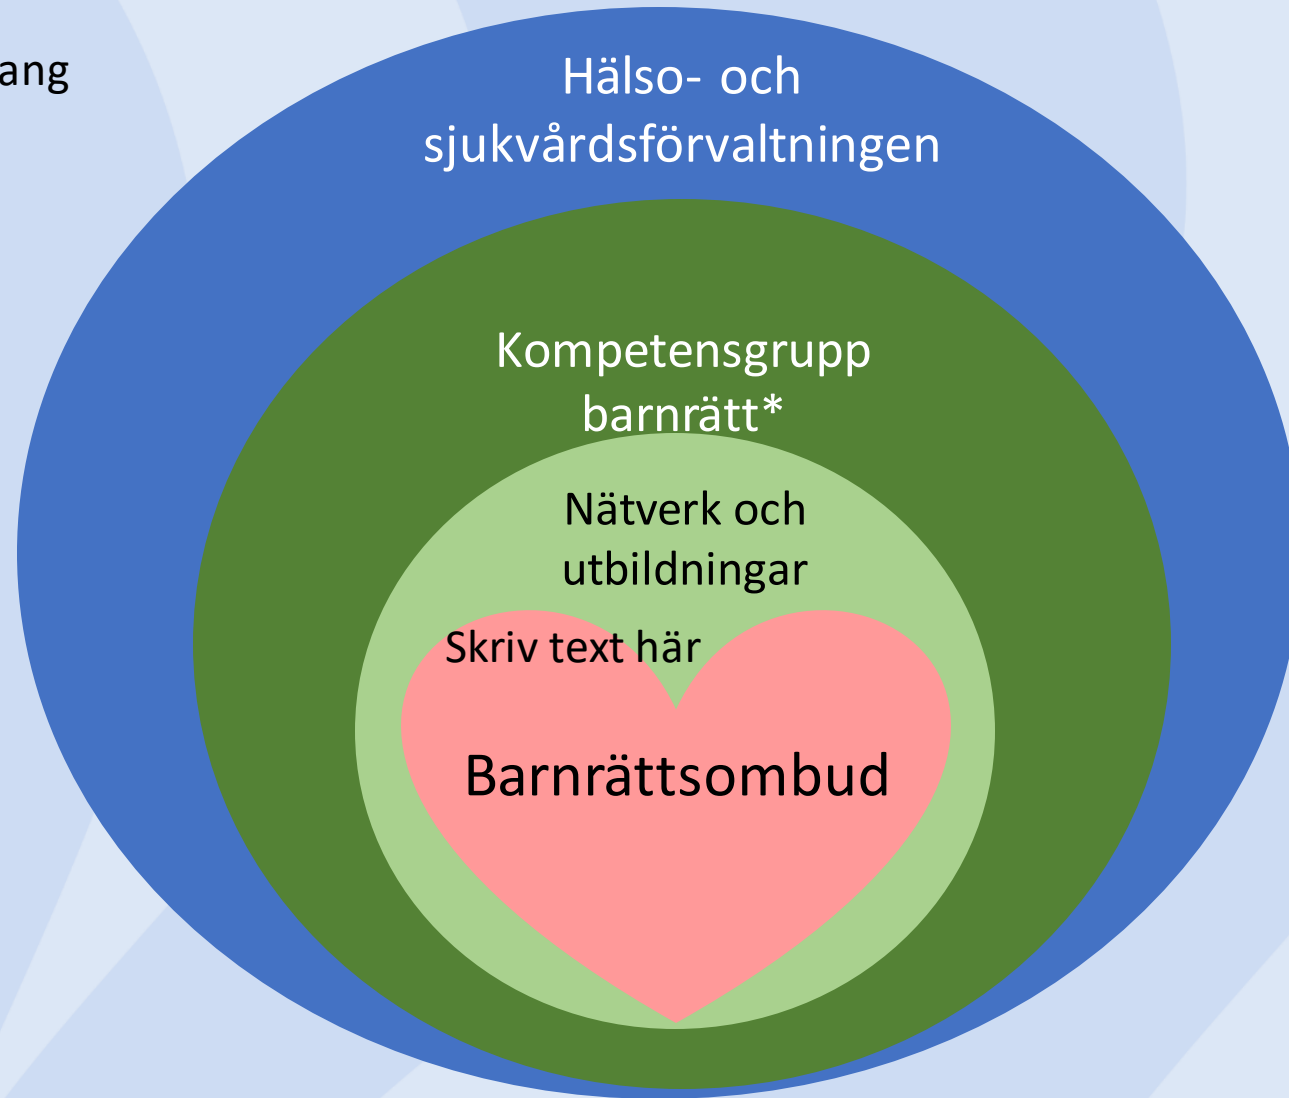 ang
Hälso- och
sjukvårdsförvaltningen
Kompetensgrupp
barnrätt*
Nätverk och
utbildningar
Skriv text här
Barnrättsombud